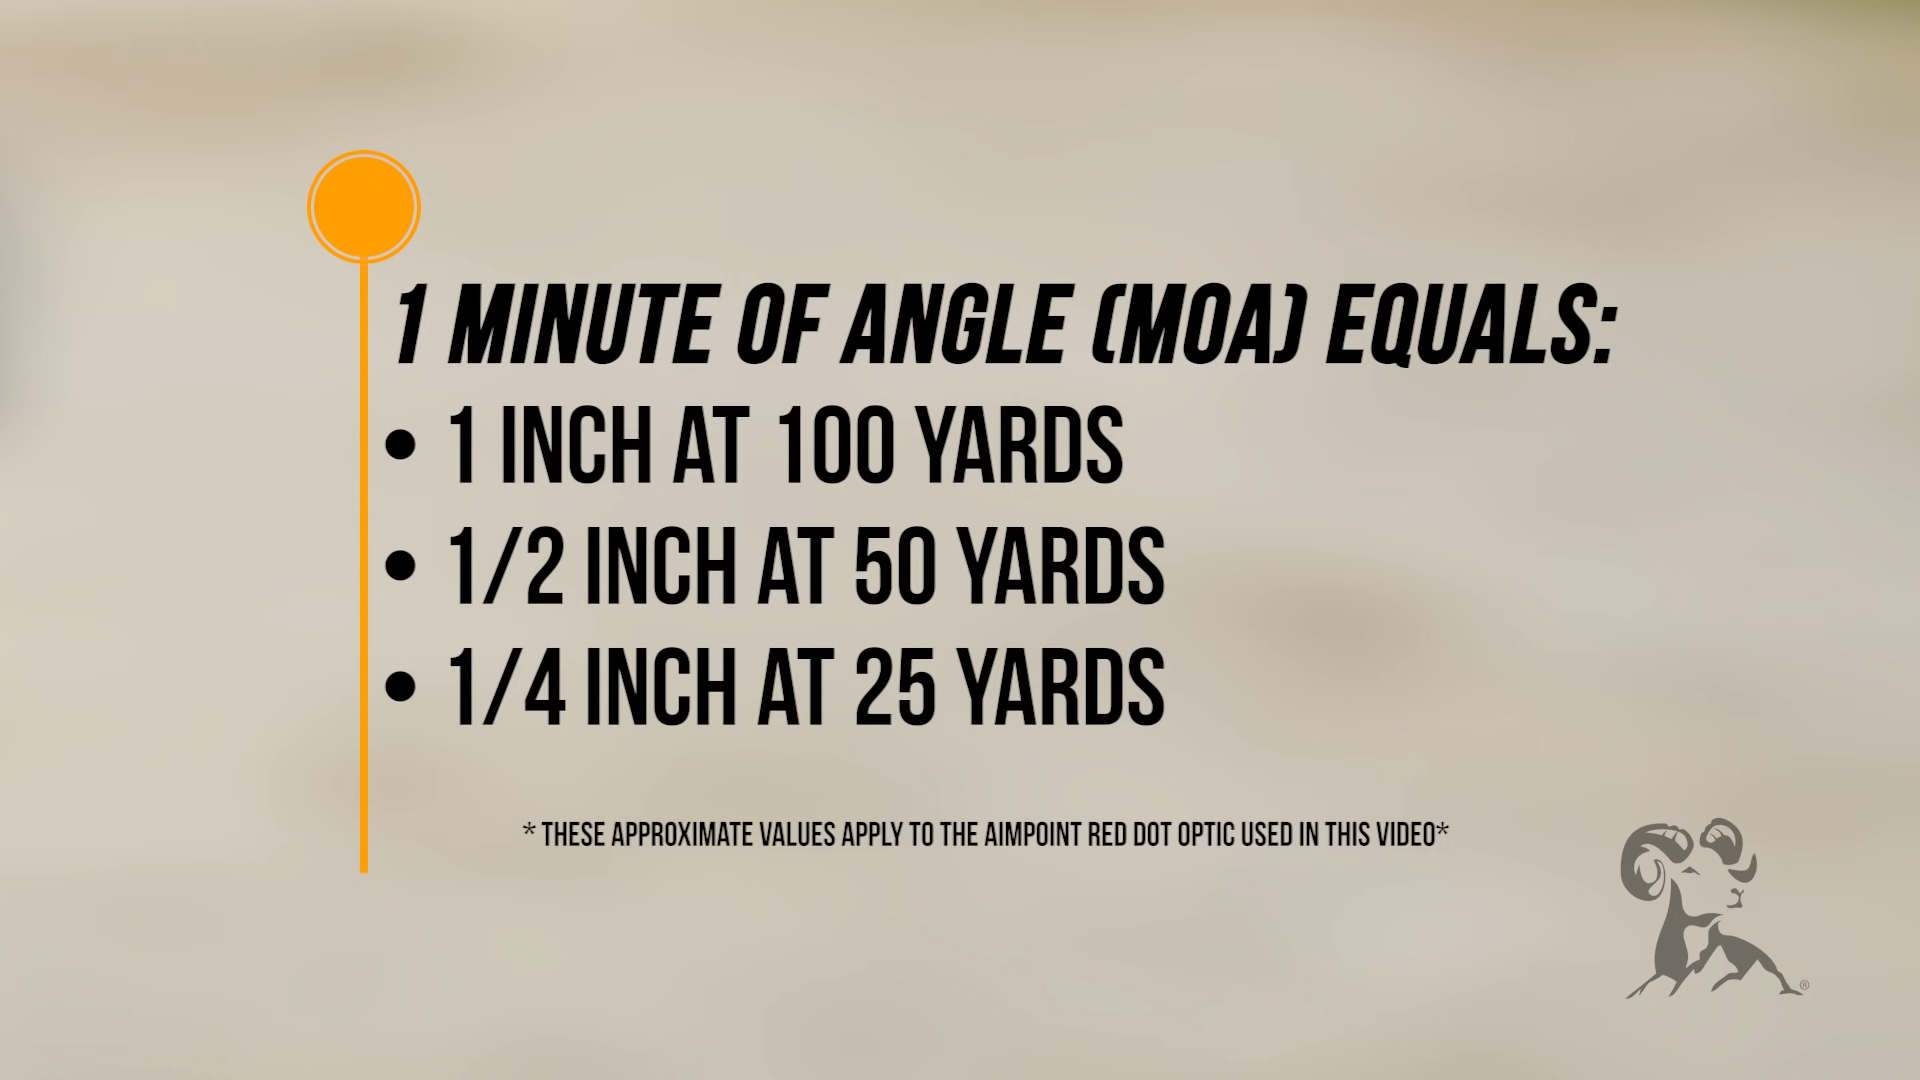 1 MINUTE OF ANGLE (MOA) EQUALS:
• 1 INCH AT 100 YARDS
• 1/2 INCH AT 50 YARDS
• 1/4 INCH AT 25 YARDS
* THESE APPROXIMATE VALUES APPLY TO THE AIMPOINT RED DOT OPTIC USED IN THIS VIDEO*
®